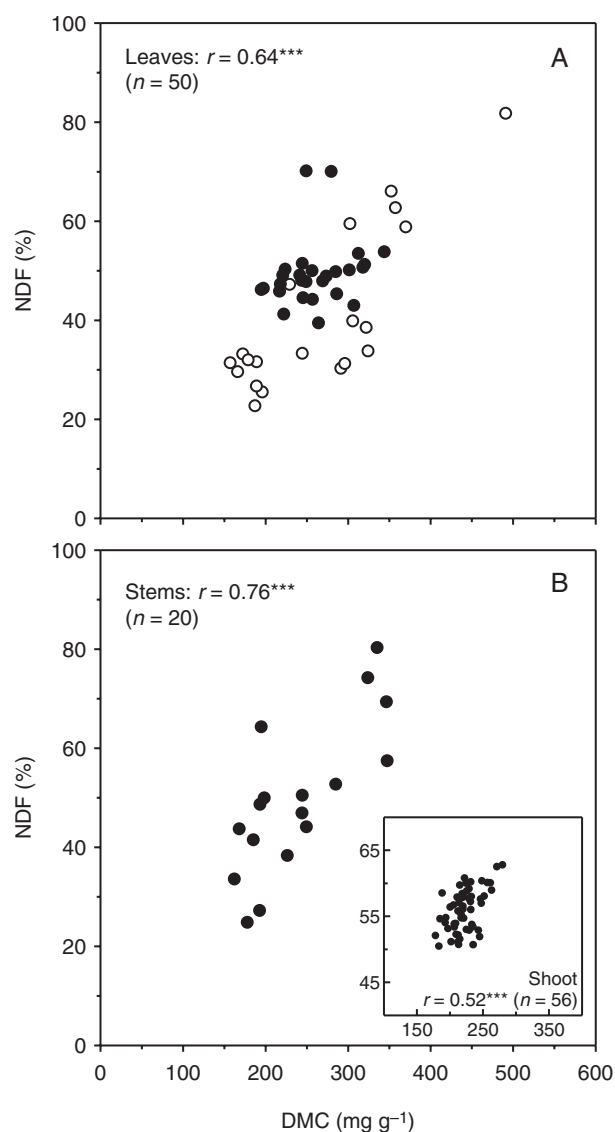 100
80
60
40
20
0
NDF (%)
Leaves: r = 0.64***
(n = 50)
A
100
80
60
40
20
0
NDF (%)
Stems: r = 0.76***
(n = 20)
B
65
55
45
Shoot
r = 0.52*** (n = 56)
150 250 350
0 100 200 300 400 500 600
DMC (mg g–1)